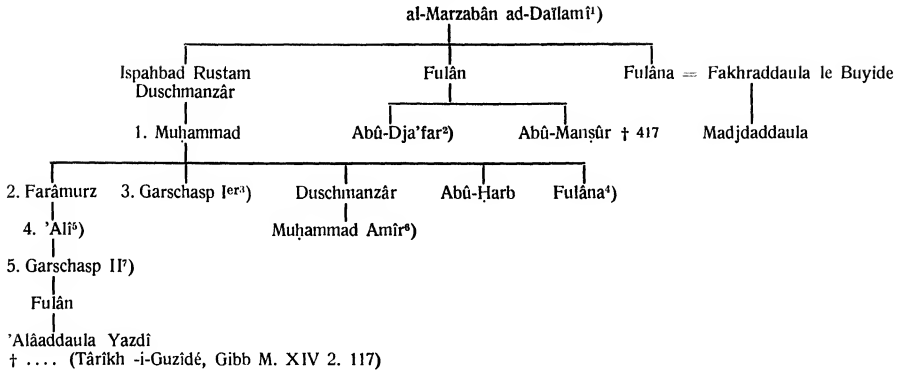 al-Marzabân ad-Daïlamî¹)
Ispahbad Rustam Duschmanzâr
Fulân
Fulâna = Fakhraddaula le Buyide
1. Muḥammad
Abû-Dja'far²)
Abû-Manṣûr † 417
Madjdaddaula
2. Farâmurz
3. Garschasp Iᵉʳ³)
Duschmanzâr
Abû-Ḥarb
Fulâna⁴)
4. 'Alî⁵)
Muḥammad Amîr⁶)
5. Garschasp II⁷)
Fulân
'Alâaddaula Yazdî
† .... (Târîkh -i-Guzîdé, Gibb M. XIV 2. 117)